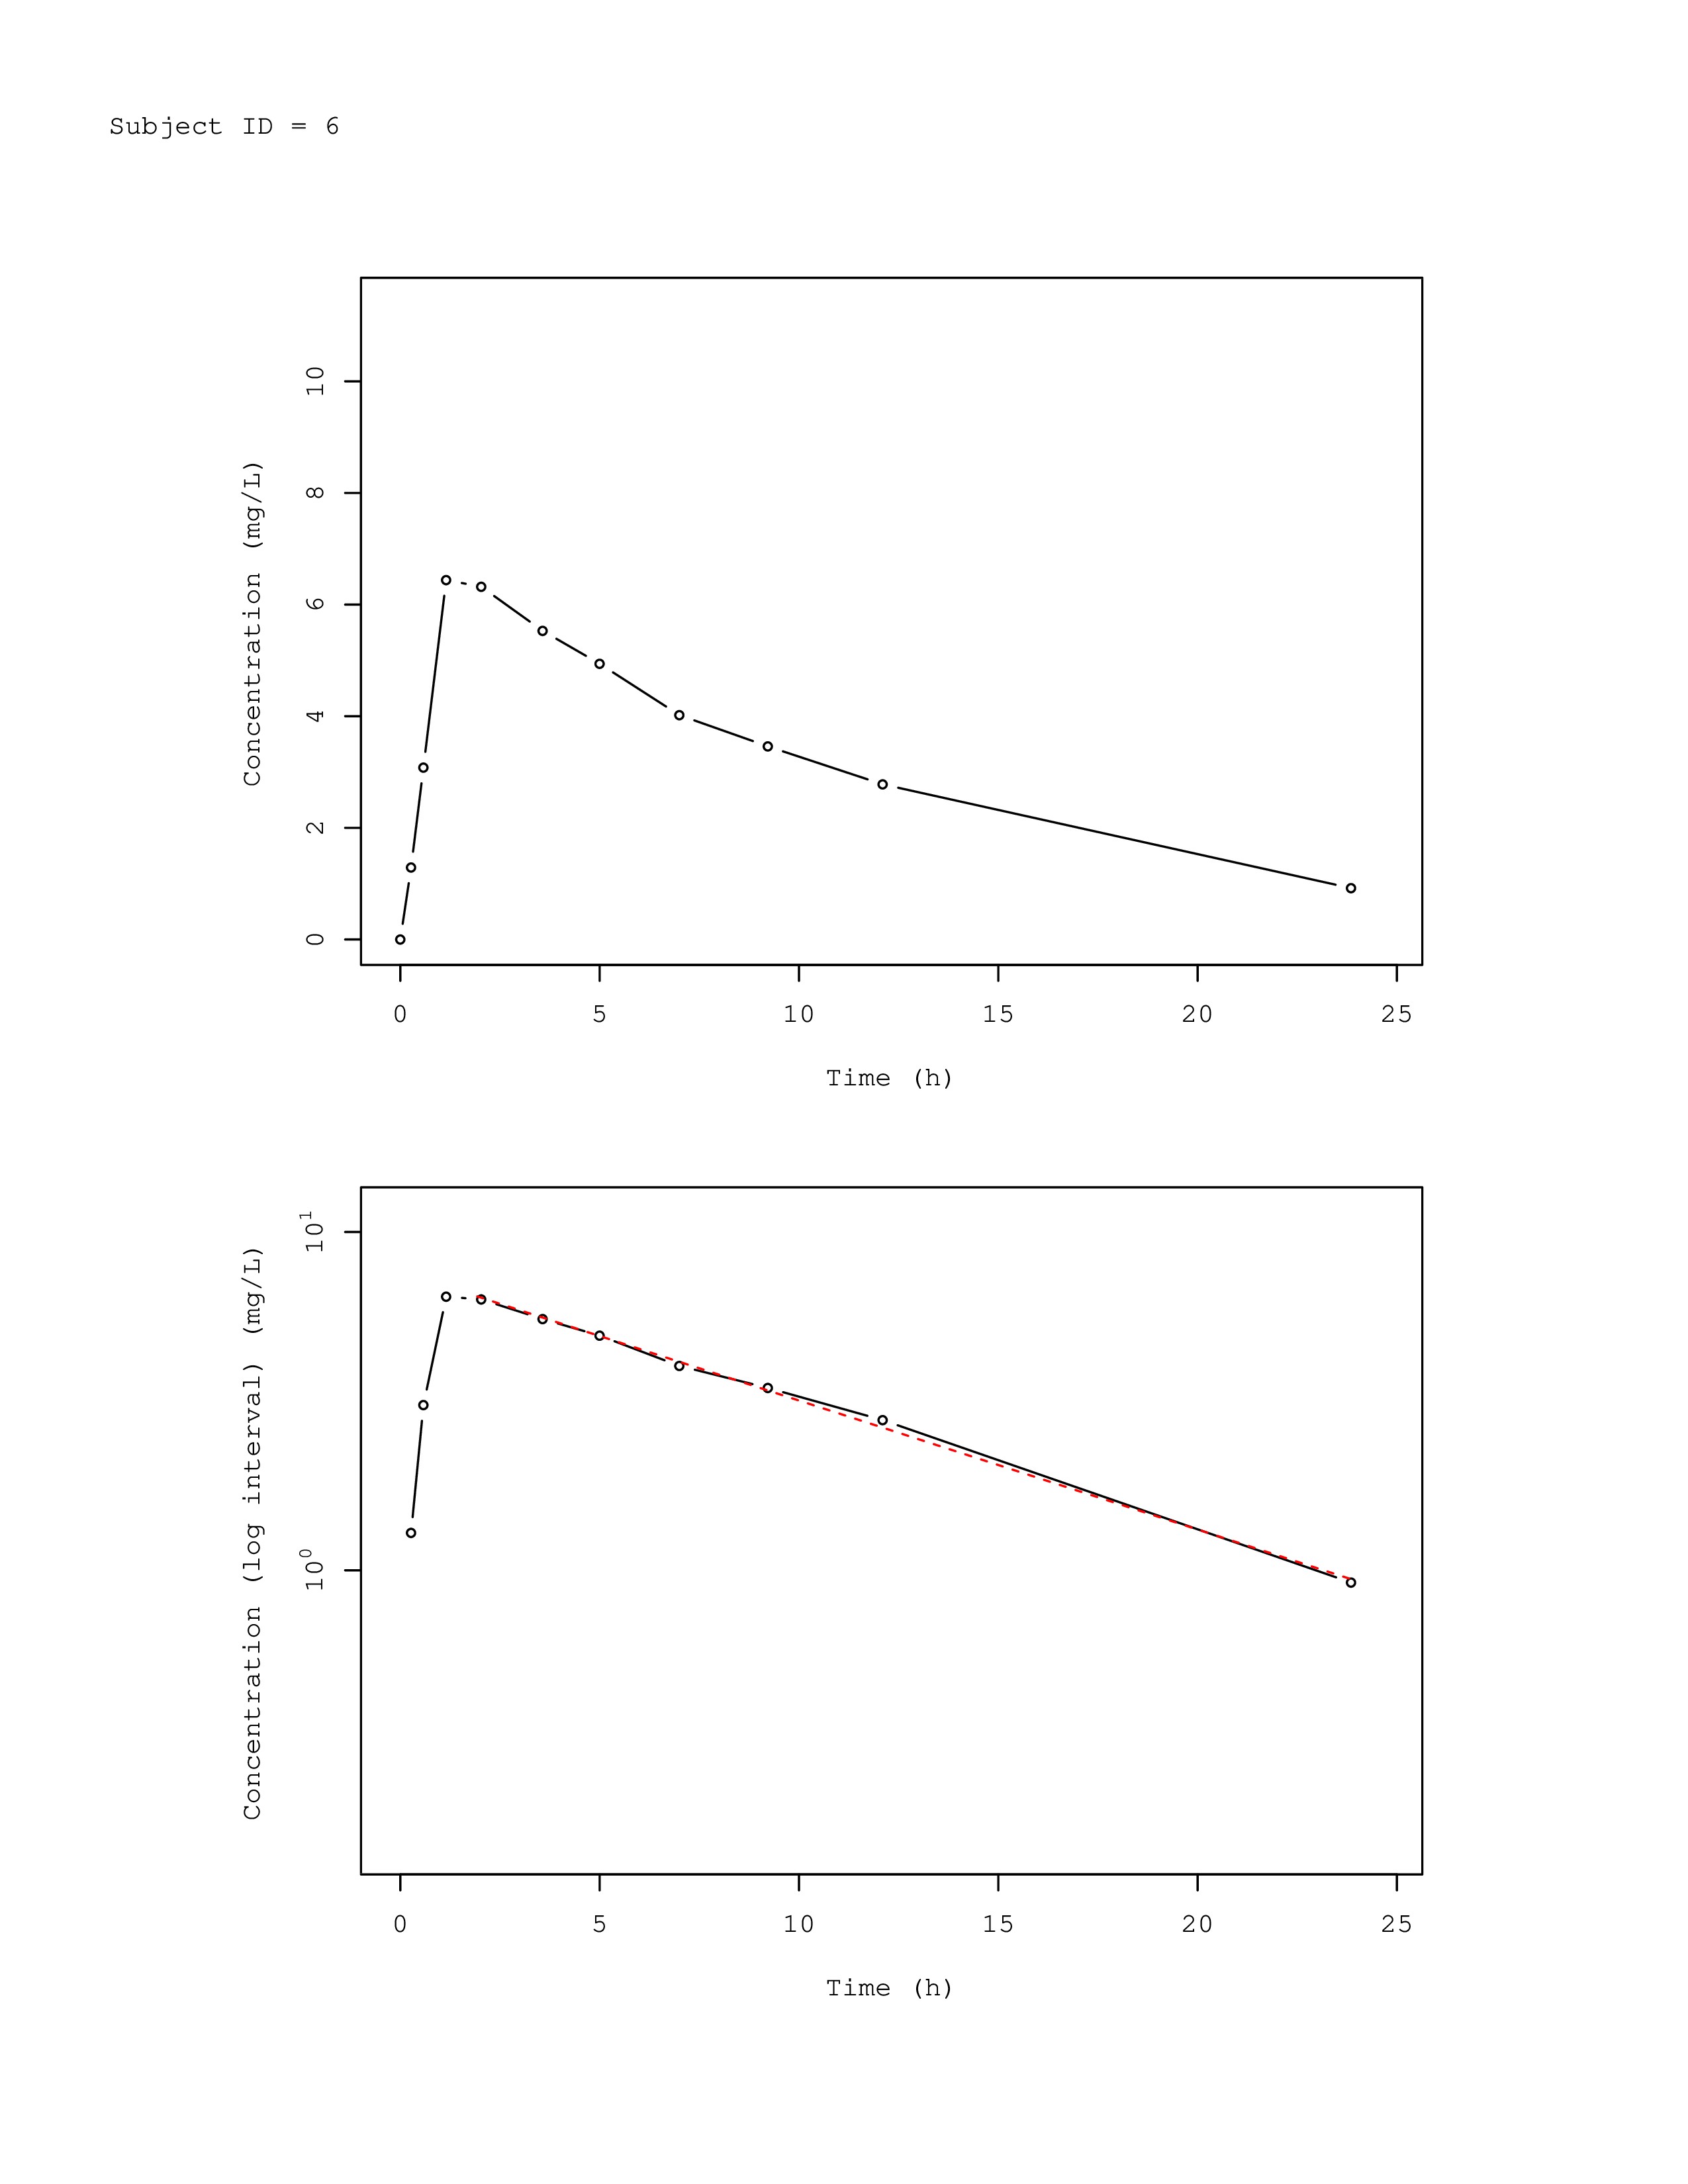 Subject ID = 6
Concentration (mg/L)
10
8
6
4
2
0
0 5 10 15 20 25
Time (h)
Concentration (log interval) (mg/L)
10¹
10⁰
0 5 10 15 20 25
Time (h)